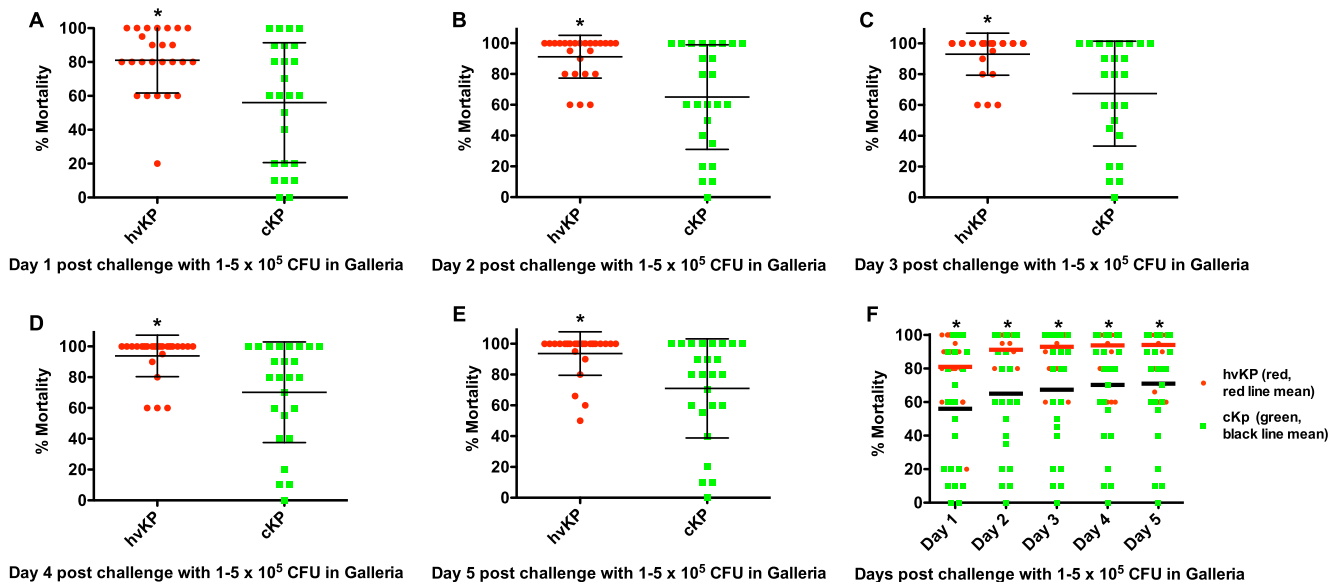 A
*
% Mortality
100
80
60
40
20
0
hvKP
cKP
Day 1 post challenge with 1-5 x 10⁵ CFU in Galleria
B
*
% Mortality
100
80
60
40
20
0
hvKP
cKP
Day 2 post challenge with 1-5 x 10⁵ CFU in Galleria
C
*
% Mortality
100
80
60
40
20
0
hvKP
cKP
Day 3 post challenge with 1-5 x 10⁵ CFU in Galleria
D
*
% Mortality
100
80
60
40
20
0
hvKP
cKP
Day 4 post challenge with 1-5 x 10⁵ CFU in Galleria
E
*
% Mortality
100
80
60
40
20
0
hvKP
cKP
Day 5 post challenge with 1-5 x 10⁵ CFU in Galleria
F
* * * * *
% Mortality
100
80
60
40
20
0
Day 1
Day 2
Day 3
Day 4
Day 5
Days post challenge with 1-5 x 10⁵ CFU in Galleria
hvKP (red,
red line mean)
cKp (green,
black line mean)